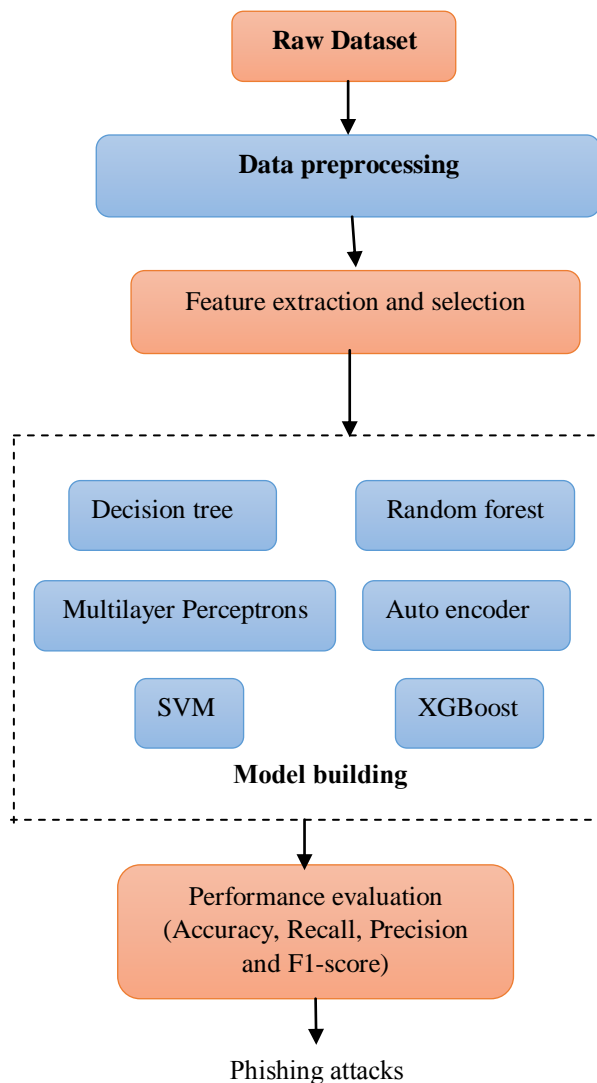 Raw Dataset
Data preprocessing
Feature extraction and selection
Decision tree
Random forest
Multilayer Perceptrons
Auto encoder
SVM
XGBoost
Model building
Performance evaluation
(Accuracy, Recall, Precision
and F1-score)
Phishing attacks